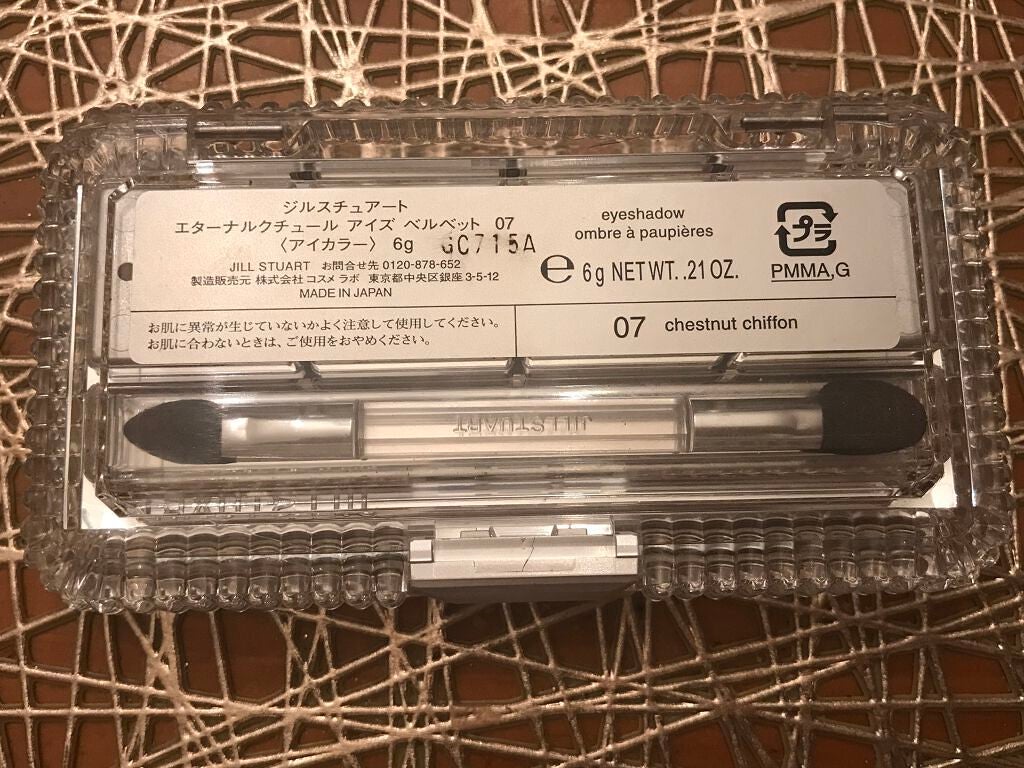 ジルスチュアート
エターナルクチュール アイズ ベルベット 07
〈アイカラー〉 6g GC715A
JILL STUART お問合せ先 0120-878-652
製造販売元 株式会社 コスメ ラボ 東京都中央区銀座3-5-12
MADE IN JAPAN
eyeshadow
ombre à paupières
℮ 6g NET WT. .21 OZ.
プラ
PMMA,G
お肌に異常が生じていないかよく注意して使用してください。
お肌に合わないときは、ご使用をおやめください。
07 chestnut chiffon
JILL STUART
JILL STUART